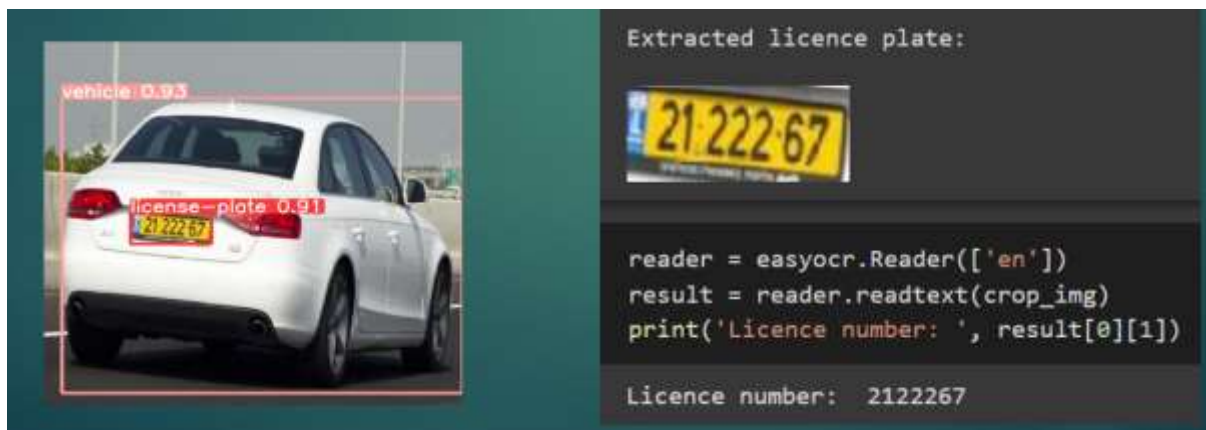 vehicle 0.93
license-plate 0.91
21 222 67
Extracted licence plate:
21·222·67
reader = easyocr.Reader(['en'])
result = reader.readtext(crop_img)
print('Licence number: ', result[0][1])
Licence number:  2122267